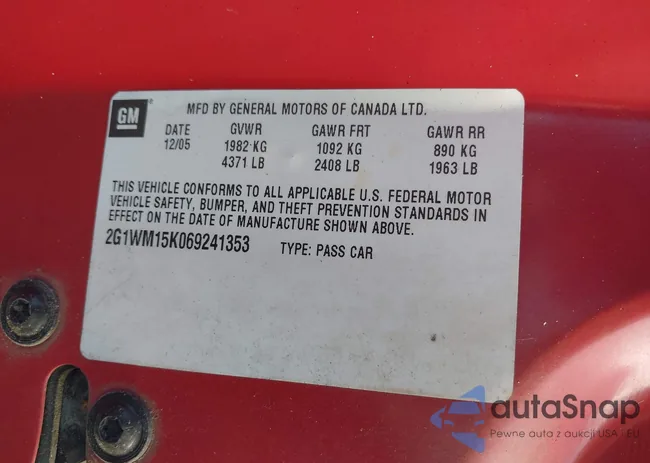 GM
MFD BY GENERAL MOTORS OF CANADA LTD.
DATE GVWR GAWR FRT GAWR RR
12/05 1982 KG 1092 KG 890 KG
4371 LB 2408 LB 1963 LB
THIS VEHICLE CONFORMS TO ALL APPLICABLE U.S. FEDERAL MOTOR
VEHICLE SAFETY, BUMPER, AND THEFT PREVENTION STANDARDS IN
EFFECT ON THE DATE OF MANUFACTURE SHOWN ABOVE.
2G1WM15K069241353 TYPE: PASS CAR
autaSnap
Pewne auta z aukcji USA i EU